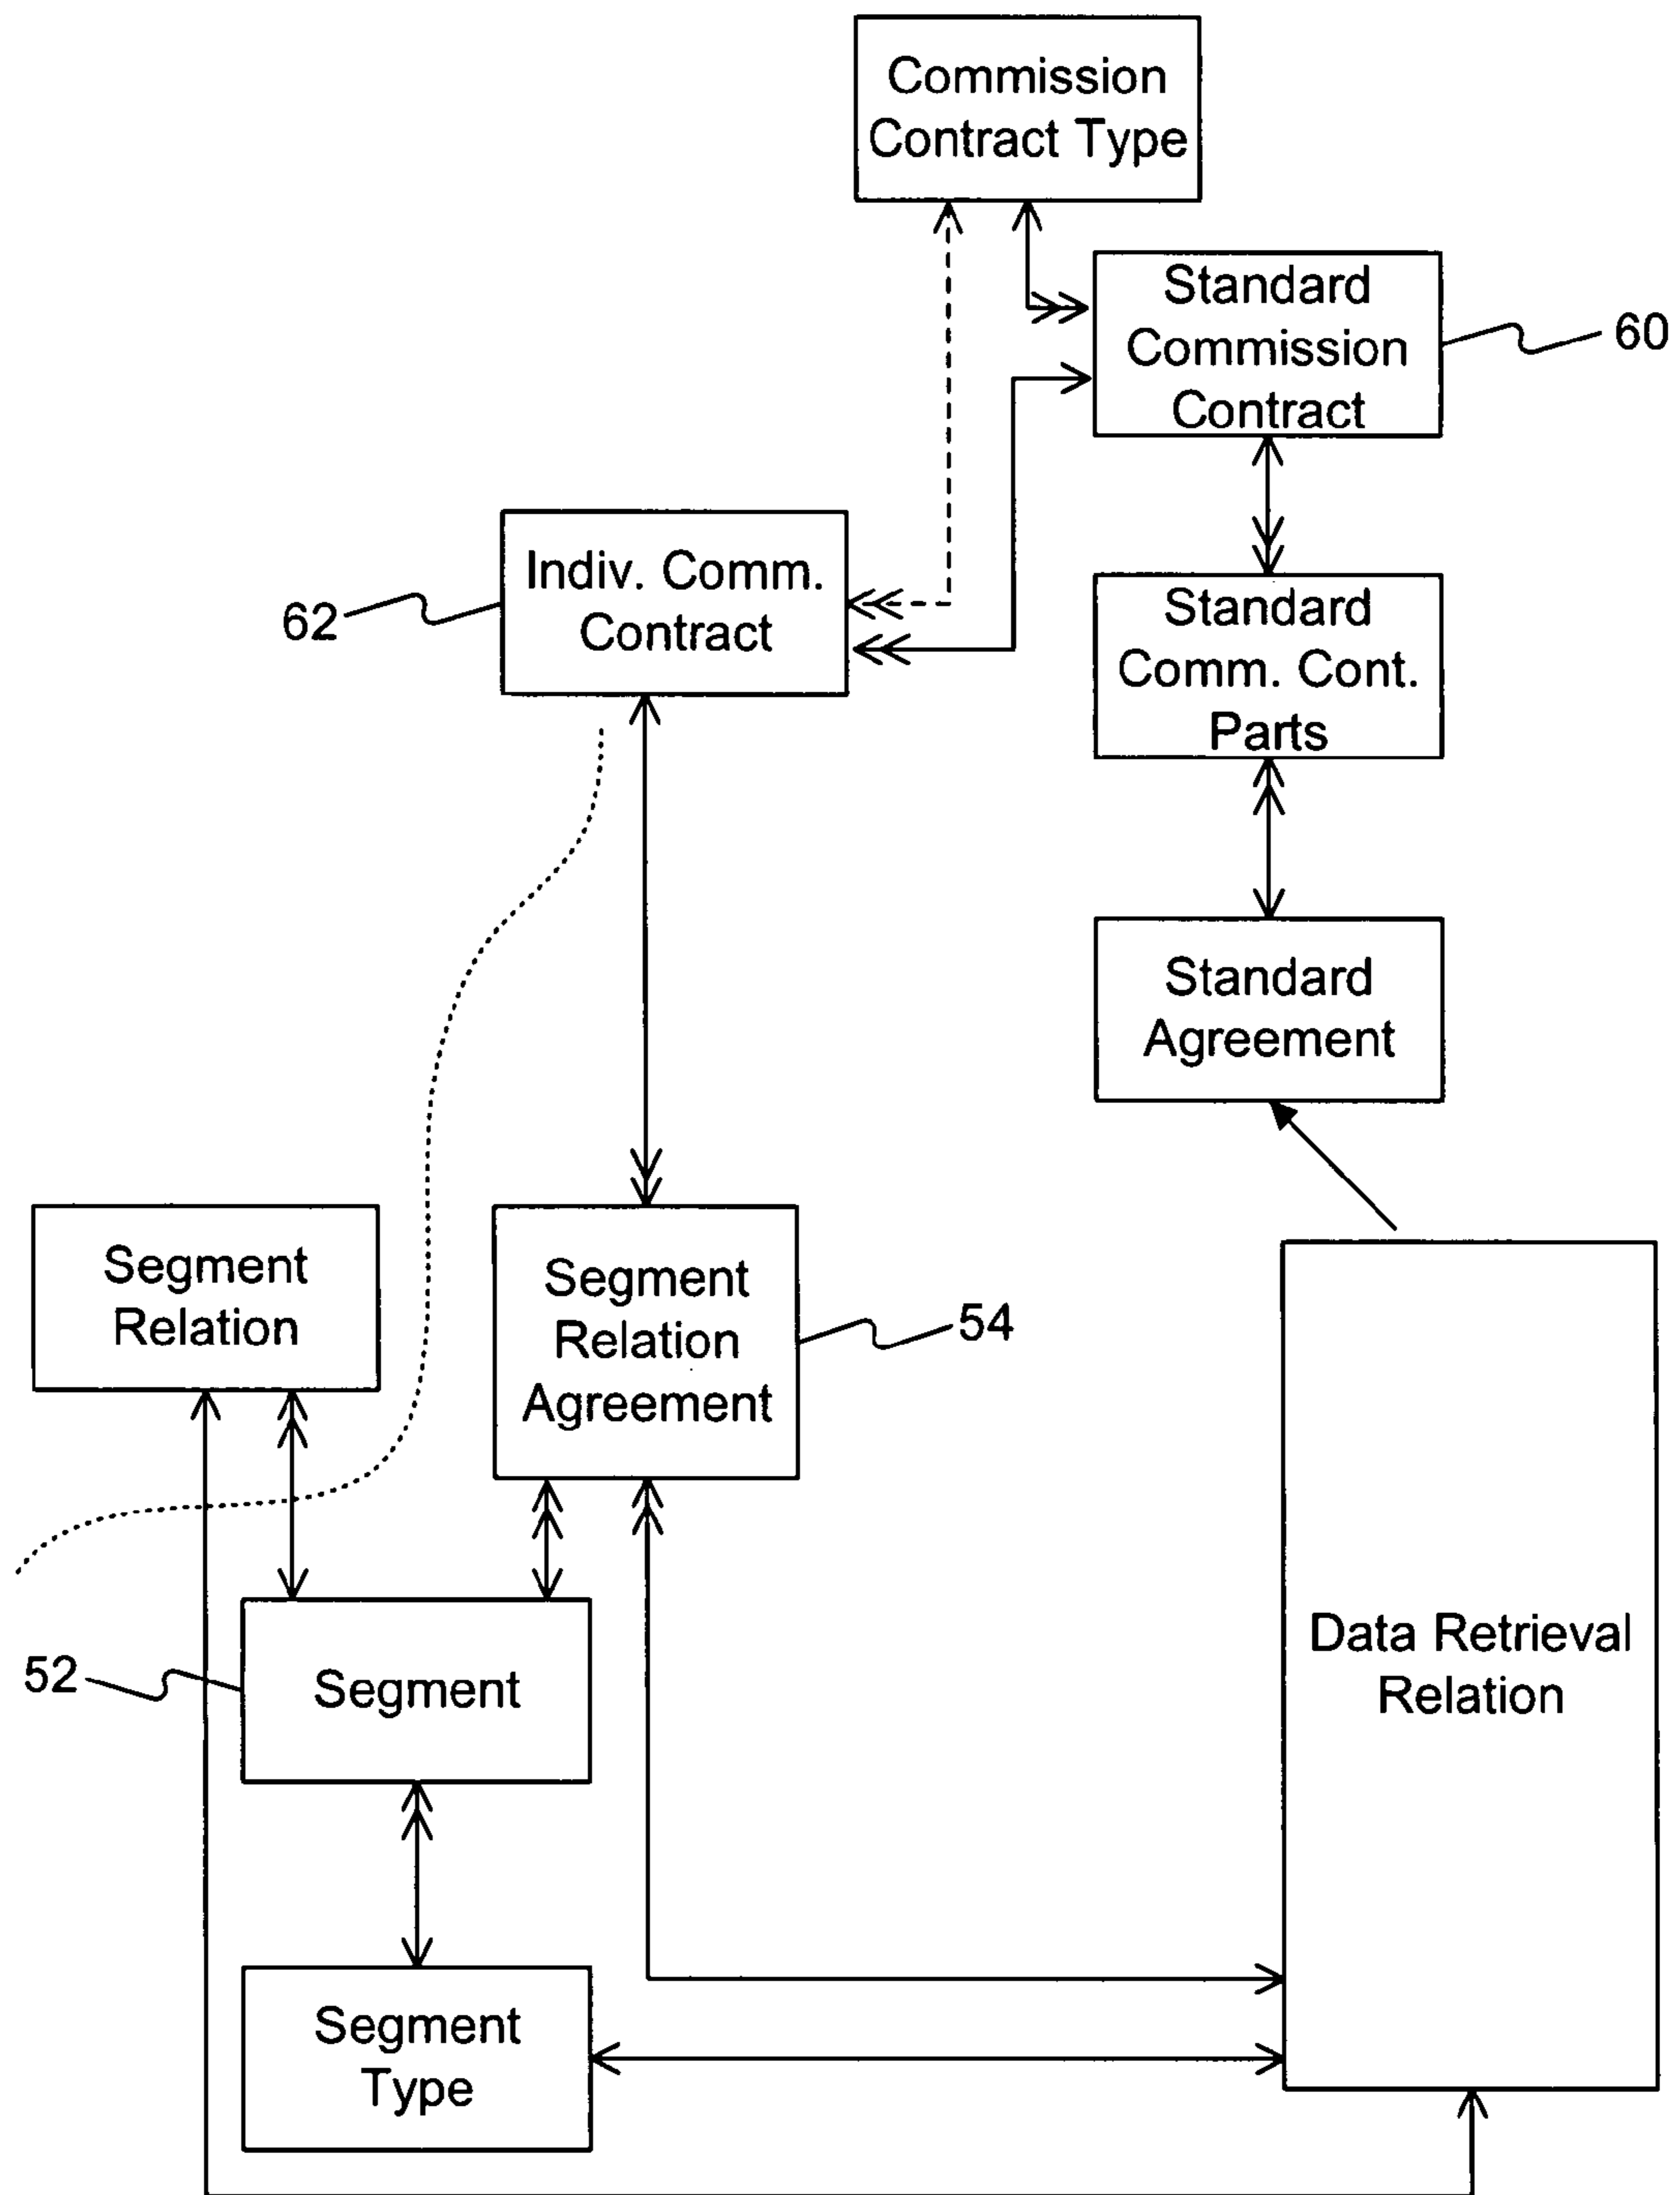 Commission
Contract Type
Standard
Commission
Contract
60
Indiv. Comm.
Contract
62
Standard
Comm. Cont.
Parts
Standard
Agreement
Segment
Relation
Segment
Relation
Agreement
54
Data Retrieval
Relation
52
Segment
Segment
Type